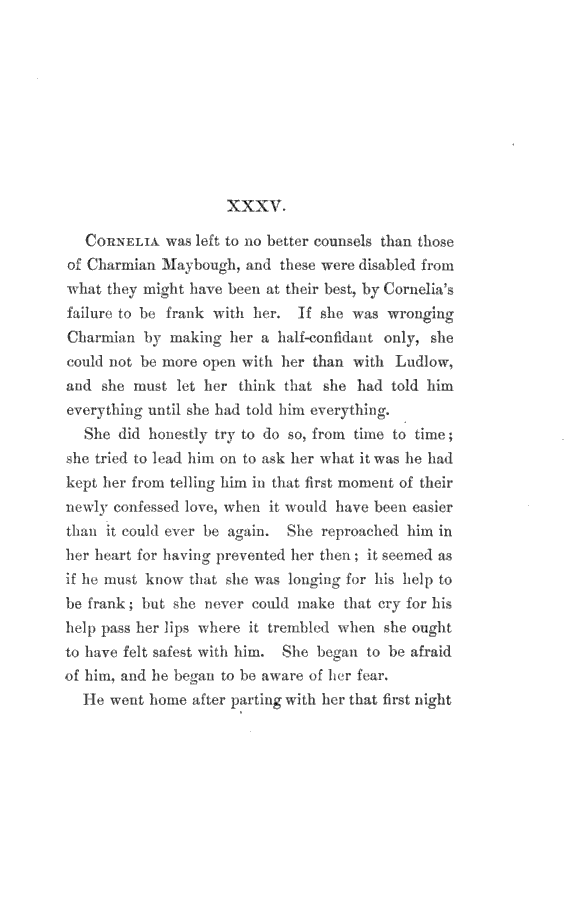 XXXV.
CORNELIA was left to no better counsels than those
of Charmian Maybough, and these were disabled from
what they might have been at their best, by Cornelia's
failure to be frank with her. If she was wronging
Charmian by making her a half-confidant only, she
could not be more open with her than with Ludlow,
and she must let her think that she had told him
everything until she had told him everything.
She did honestly try to do so, from time to time;
she tried to lead him on to ask her what it was he had
kept her from telling him in that first moment of their
newly confessed love, when it would have been easier
than it could ever be again. She reproached him in
her heart for having prevented her then; it seemed as
if he must know that she was longing for his help to
be frank; but she never could make that cry for his
help pass her lips where it trembled when she ought
to have felt safest with him. She began to be afraid
of him, and he began to be aware of her fear.
He went home after parting with her that first night